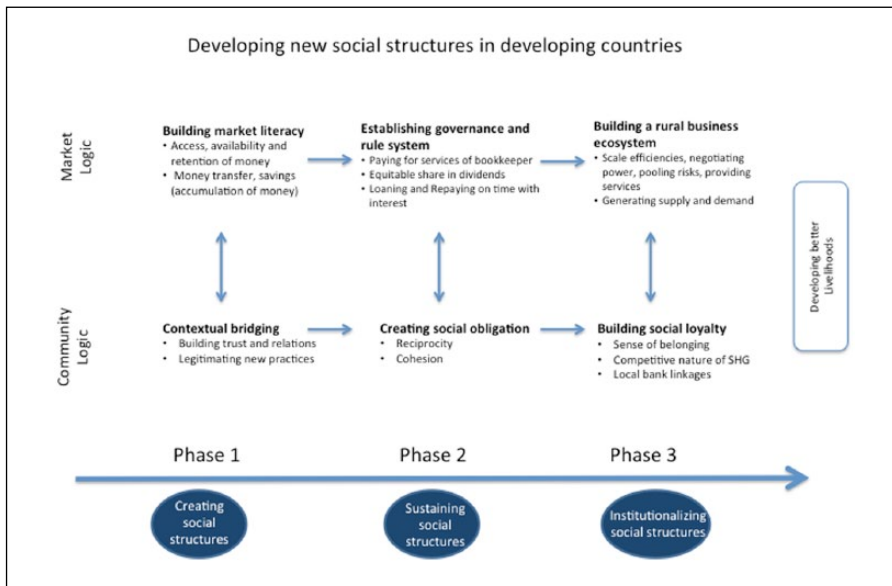 Developing new social structures in developing countries
Market
Logic
Building market literacy
• Access, availability and
retention of money
• Money transfer, savings
(accumulation of money)
Establishing governance and
rule system
• Paying for services of bookkeeper
• Equitable share in dividends
• Loaning and Repaying on time with
interest
Building a rural business
ecosystem
• Scale efficiencies, negotiating
power, pooling risks, providing
services
• Generating supply and demand
Developing better
Livelihoods
Community
Logic
Contextual bridging
• Building trust and relations
• Legitimating new practices
Creating social obligation
• Reciprocity
• Cohesion
Building social loyalty
• Sense of belonging
• Competitive nature of SHG
• Local bank linkages
Phase 1
Phase 2
Phase 3
Creating
social
structures
Sustaining
social
structures
Institutionalizing
social structures